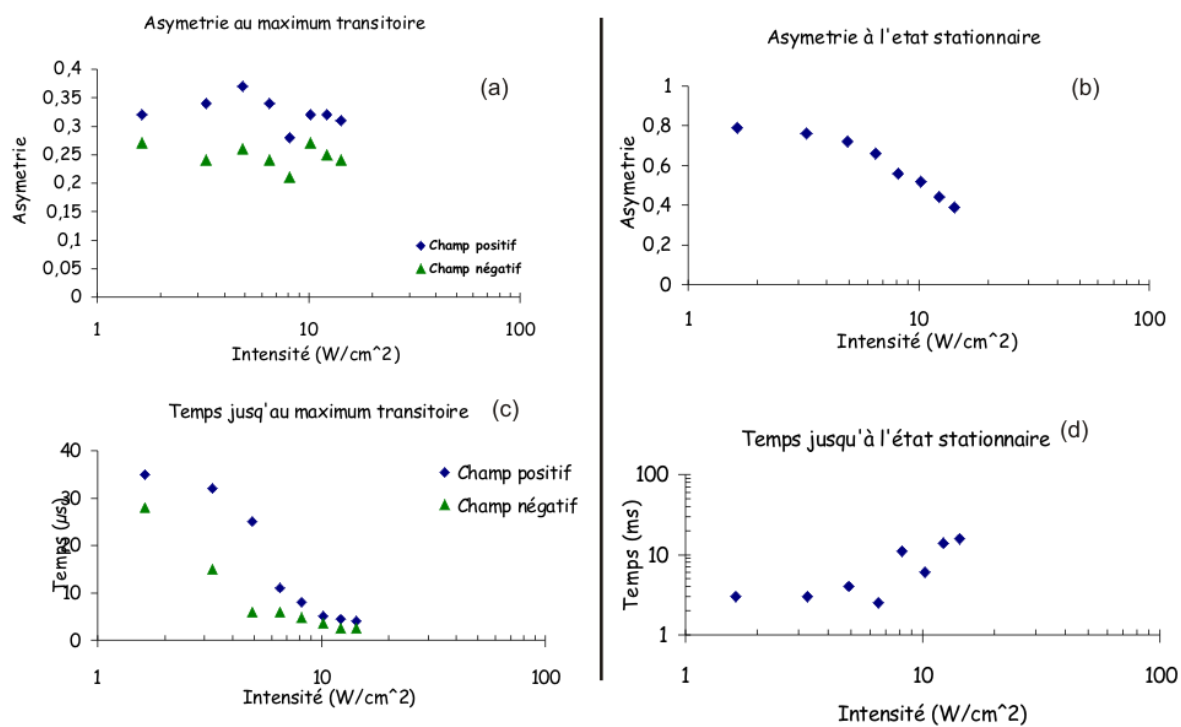 Asymetrie au maximum transitoire
(a)
0,4
0,35
0,3
0,25
0,2
0,15
0,1
0,05
0
Asymetrie
Champ positif
Champ négatif
1
10
100
Intensité (W/cm^2)
Asymetrie à l'etat stationnaire
(b)
1
0,8
0,6
0,4
0,2
0
Asymetrie
1
10
100
Intensité (W/cm^2)
Temps jusq'au maximum transitoire
(c)
40
30
20
10
0
Temps (µs)
Champ positif
Champ négatif
1
10
100
Intensité (W/cm^2)
Temps jusqu'à l'état stationnaire
(d)
100
10
1
Temps (ms)
1
10
100
Intensité (W/cm^2)